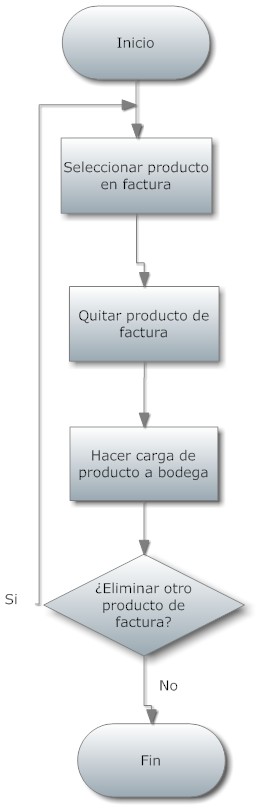 Inicio
Seleccionar producto
en factura
Quitar producto de
factura
Hacer carga de
producto a bodega
¿Eliminar otro
producto de
factura?
Si
No
Fin